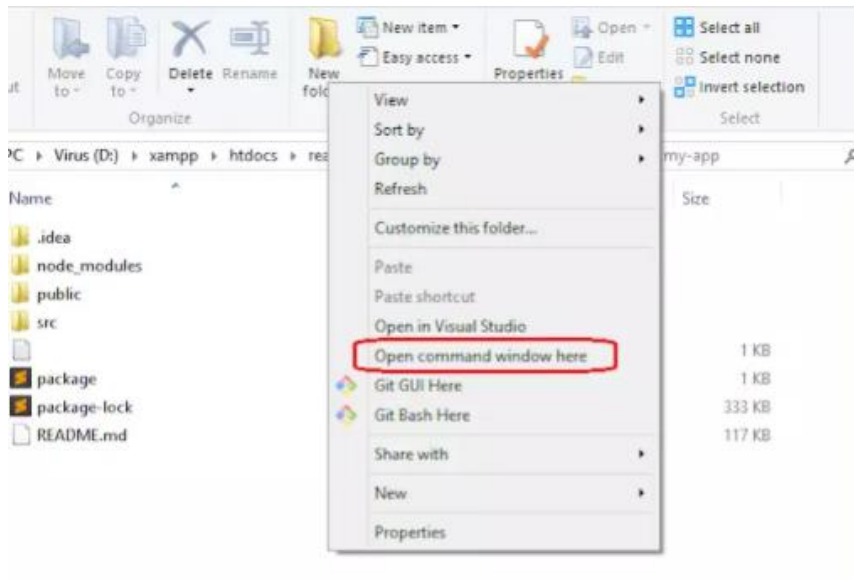 New item
Open
Select all
Easy access
Edit
Select none
Move to
Copy to
Delete
Rename
New
Properties
Invert selection
Organize
Select
View
Sort by
Group by
Refresh
Customize this folder...
Paste
Paste shortcut
Open in Visual Studio
Open command window here
Git GUI Here
Git Bash Here
Share with
New
Properties
Virus (D:) xampp htdocs
my-app
Name
Size
.idea
node_modules
public
src
1 KB
package
1 KB
package-lock
333 KB
README.md
117 KB